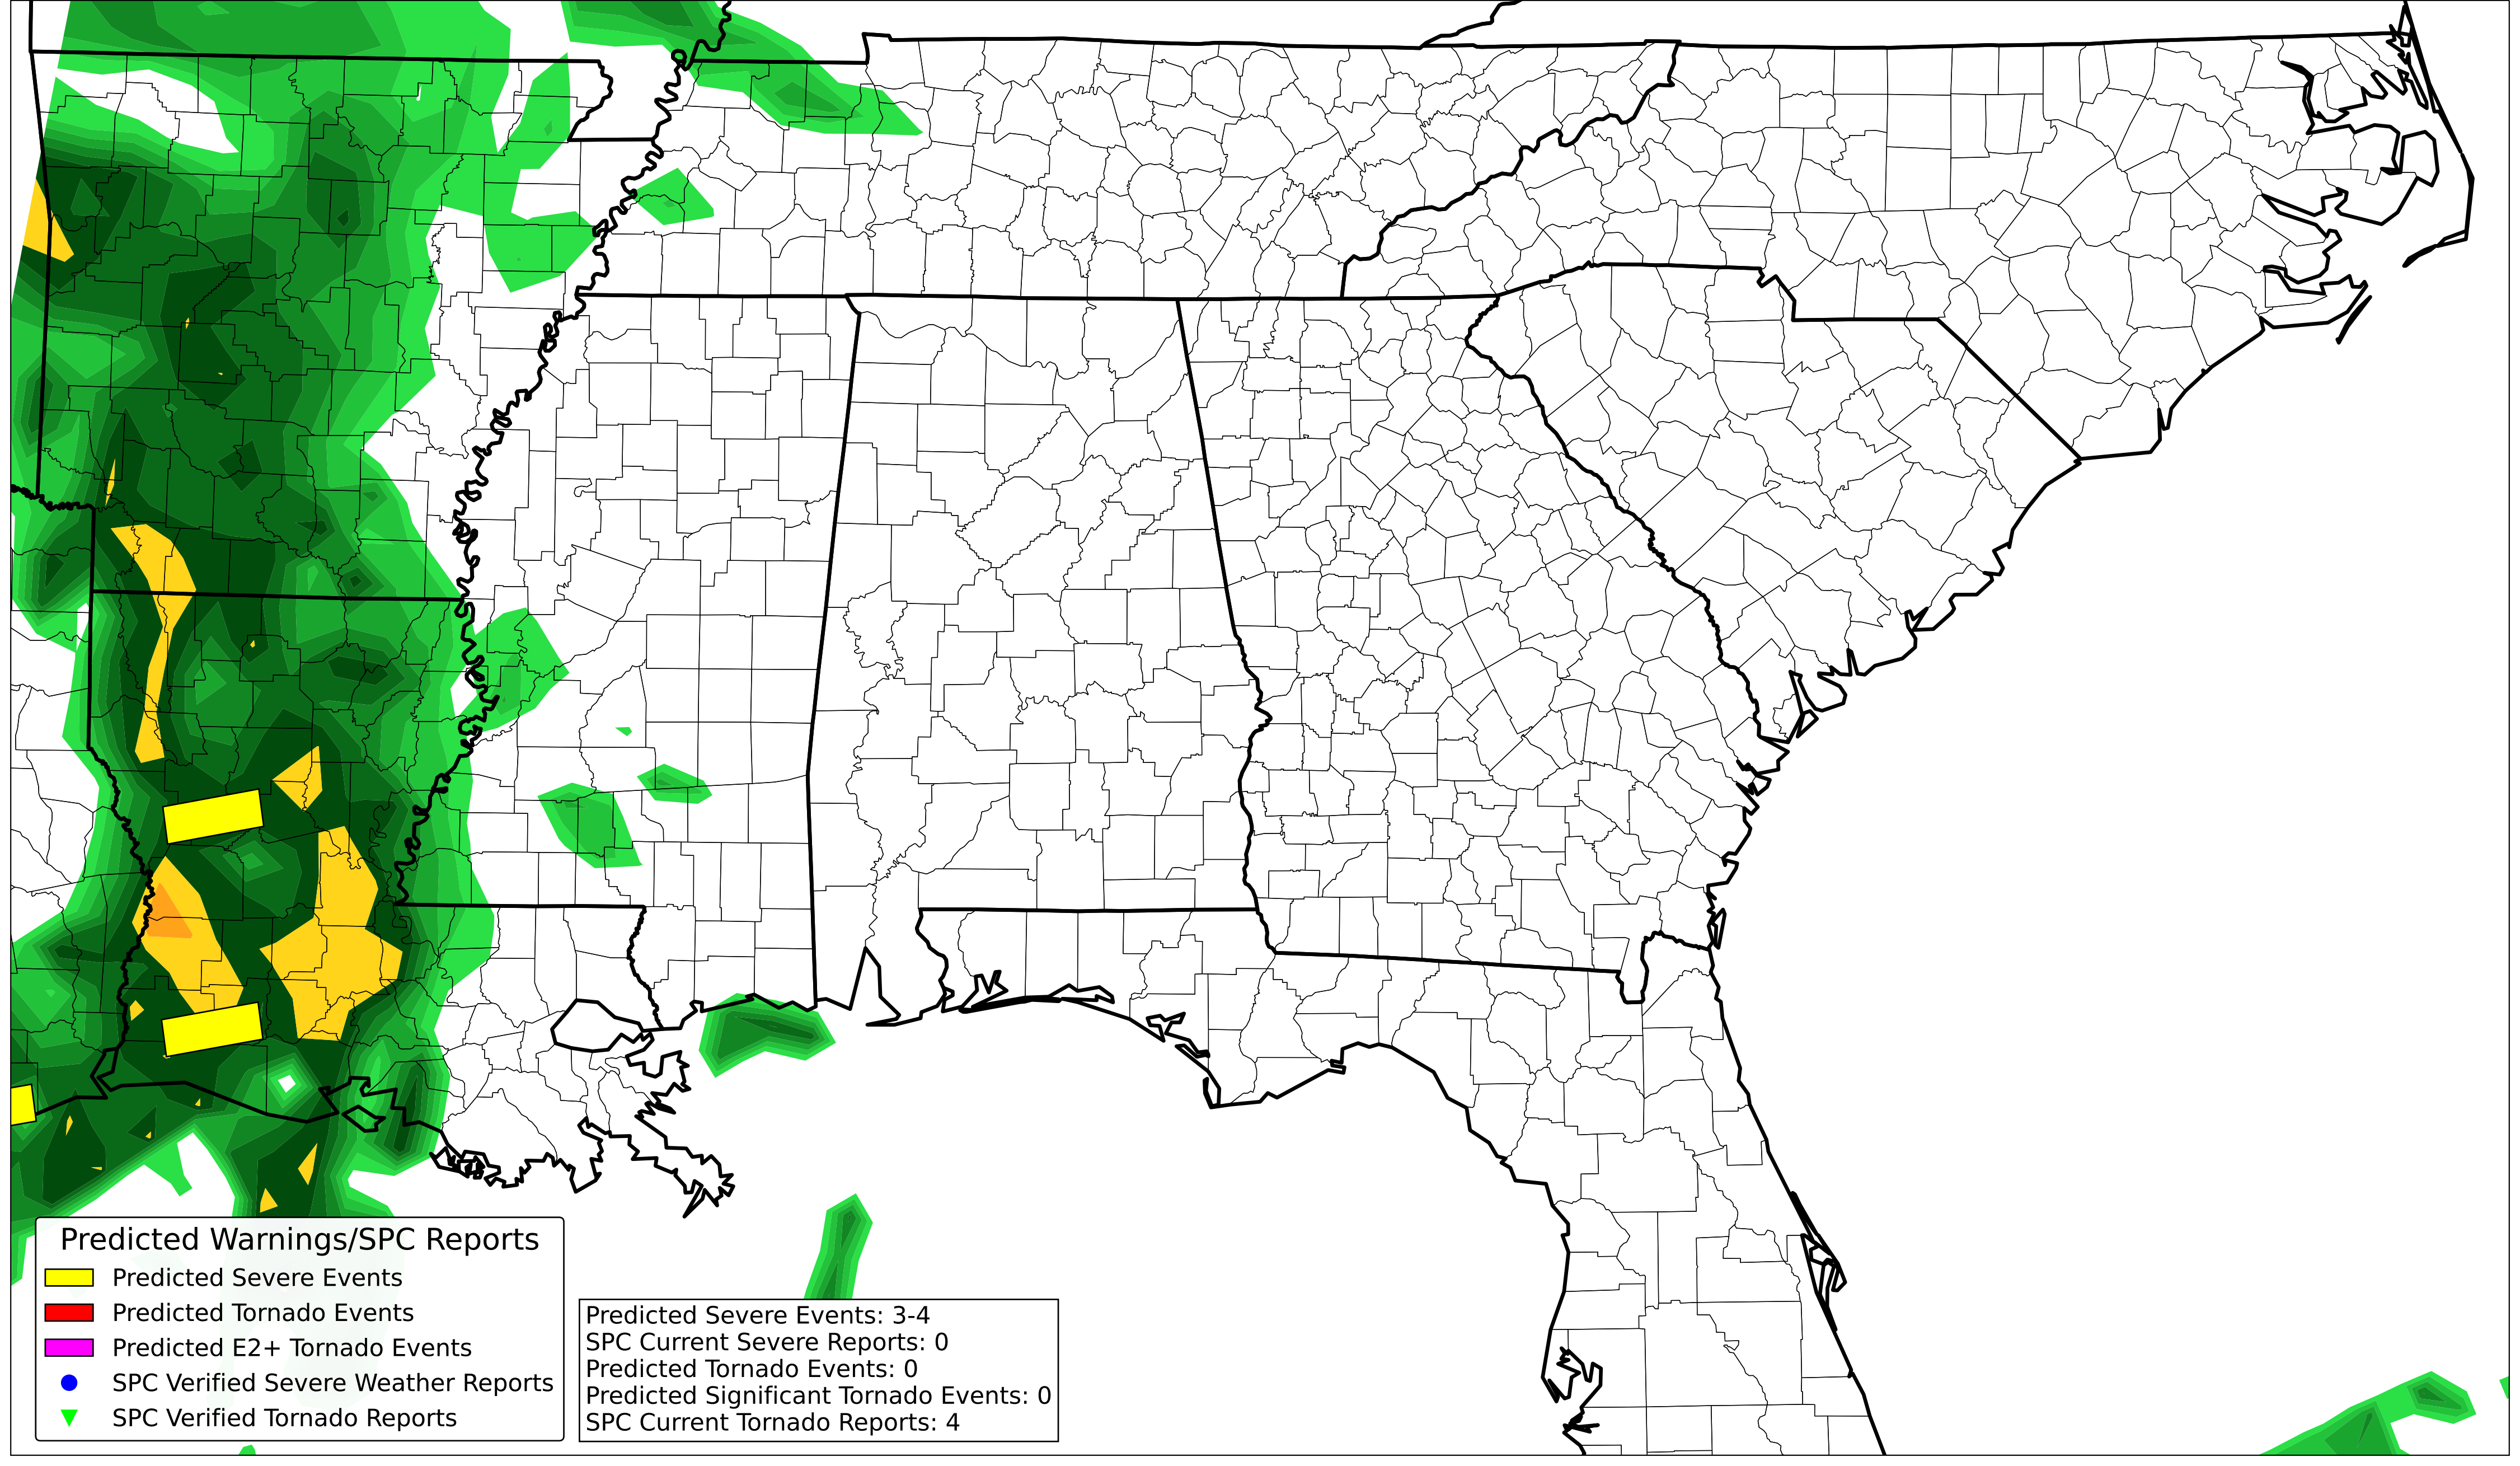 Predicted Warnings/SPC Reports
Predicted Severe Events
Predicted Tornado Events
Predicted E2+ Tornado Events
SPC Verified Severe Weather Reports
SPC Verified Tornado Reports
Predicted Severe Events: 3-4
SPC Current Severe Reports: 0
Predicted Tornado Events: 0
Predicted Significant Tornado Events: 0
SPC Current Tornado Reports: 4